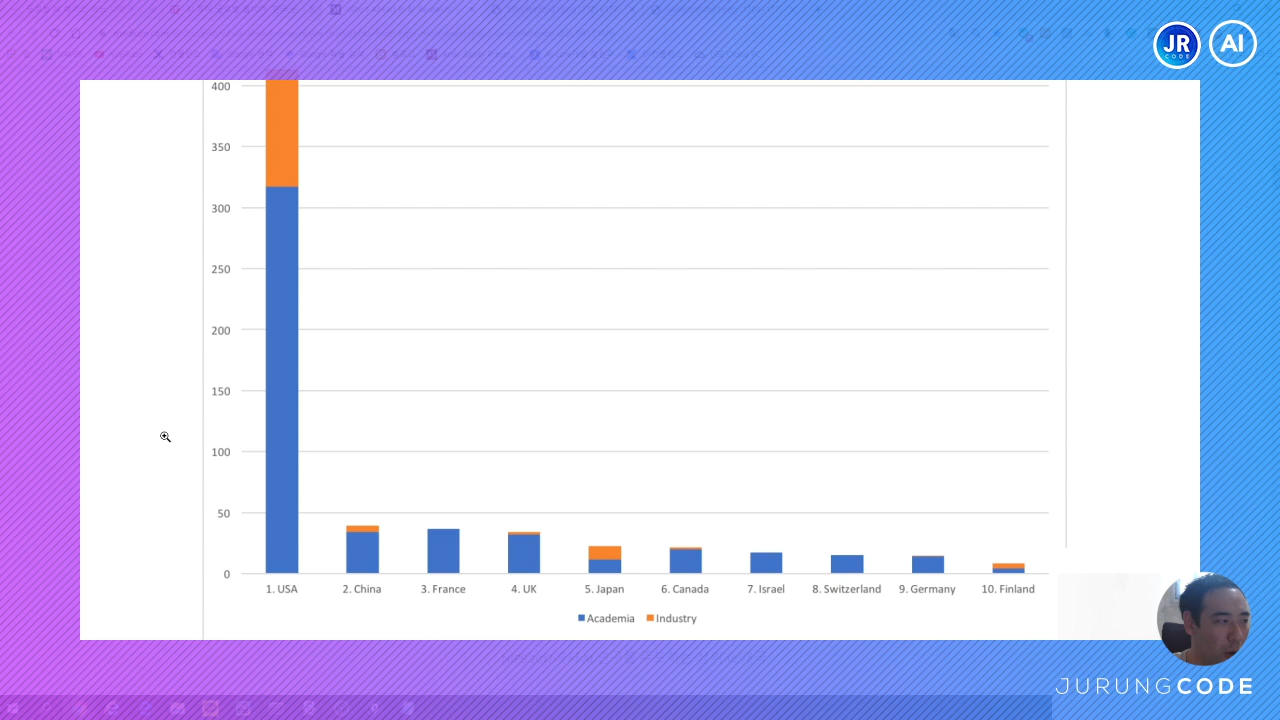 JR AI
CODE
400
350
300
250
200
150
100
50
0
1. USA 2. China 3. France 4. UK 5. Japan 6. Canada 7. Israel 8. Switzerland 9. Germany 10. Finland
Academia Industry
JURUNGCODE